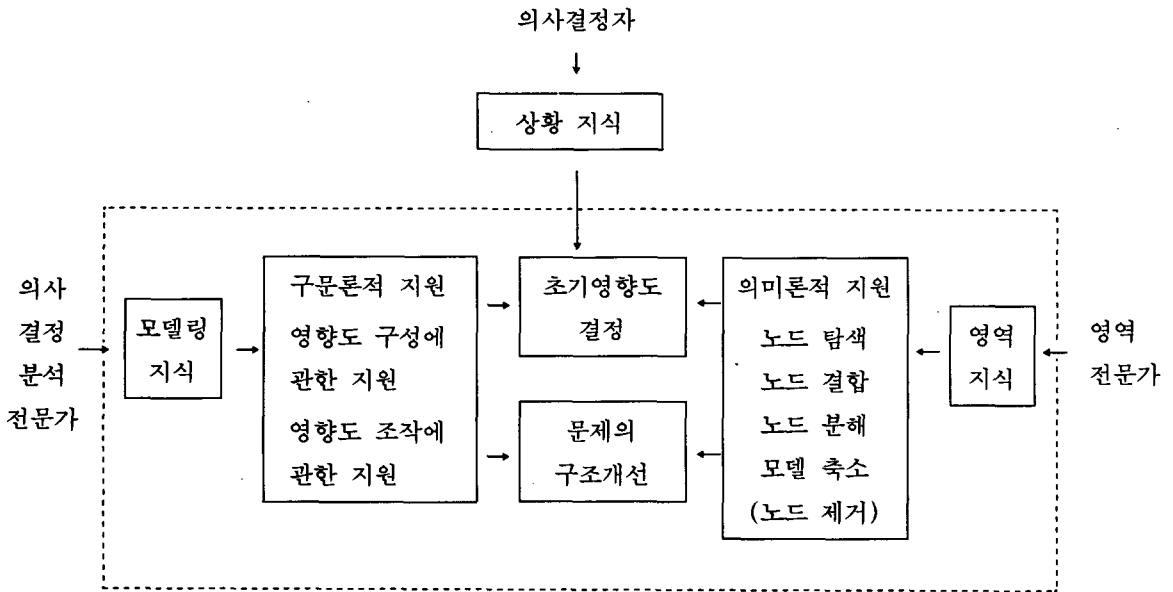 의사결정자
상황 지식
의사
결정
분석
전문가
모델링
지식
구문론적 지원
영향도 구성에
관한 지원
영향도 조작에
관한 지원
초기영향도
결정
문제의
구조개선
의미론적 지원
노드 탐색
노드 결합
노드 분해
모델 축소
(노드 제거)
영역
지식
영역
전문가